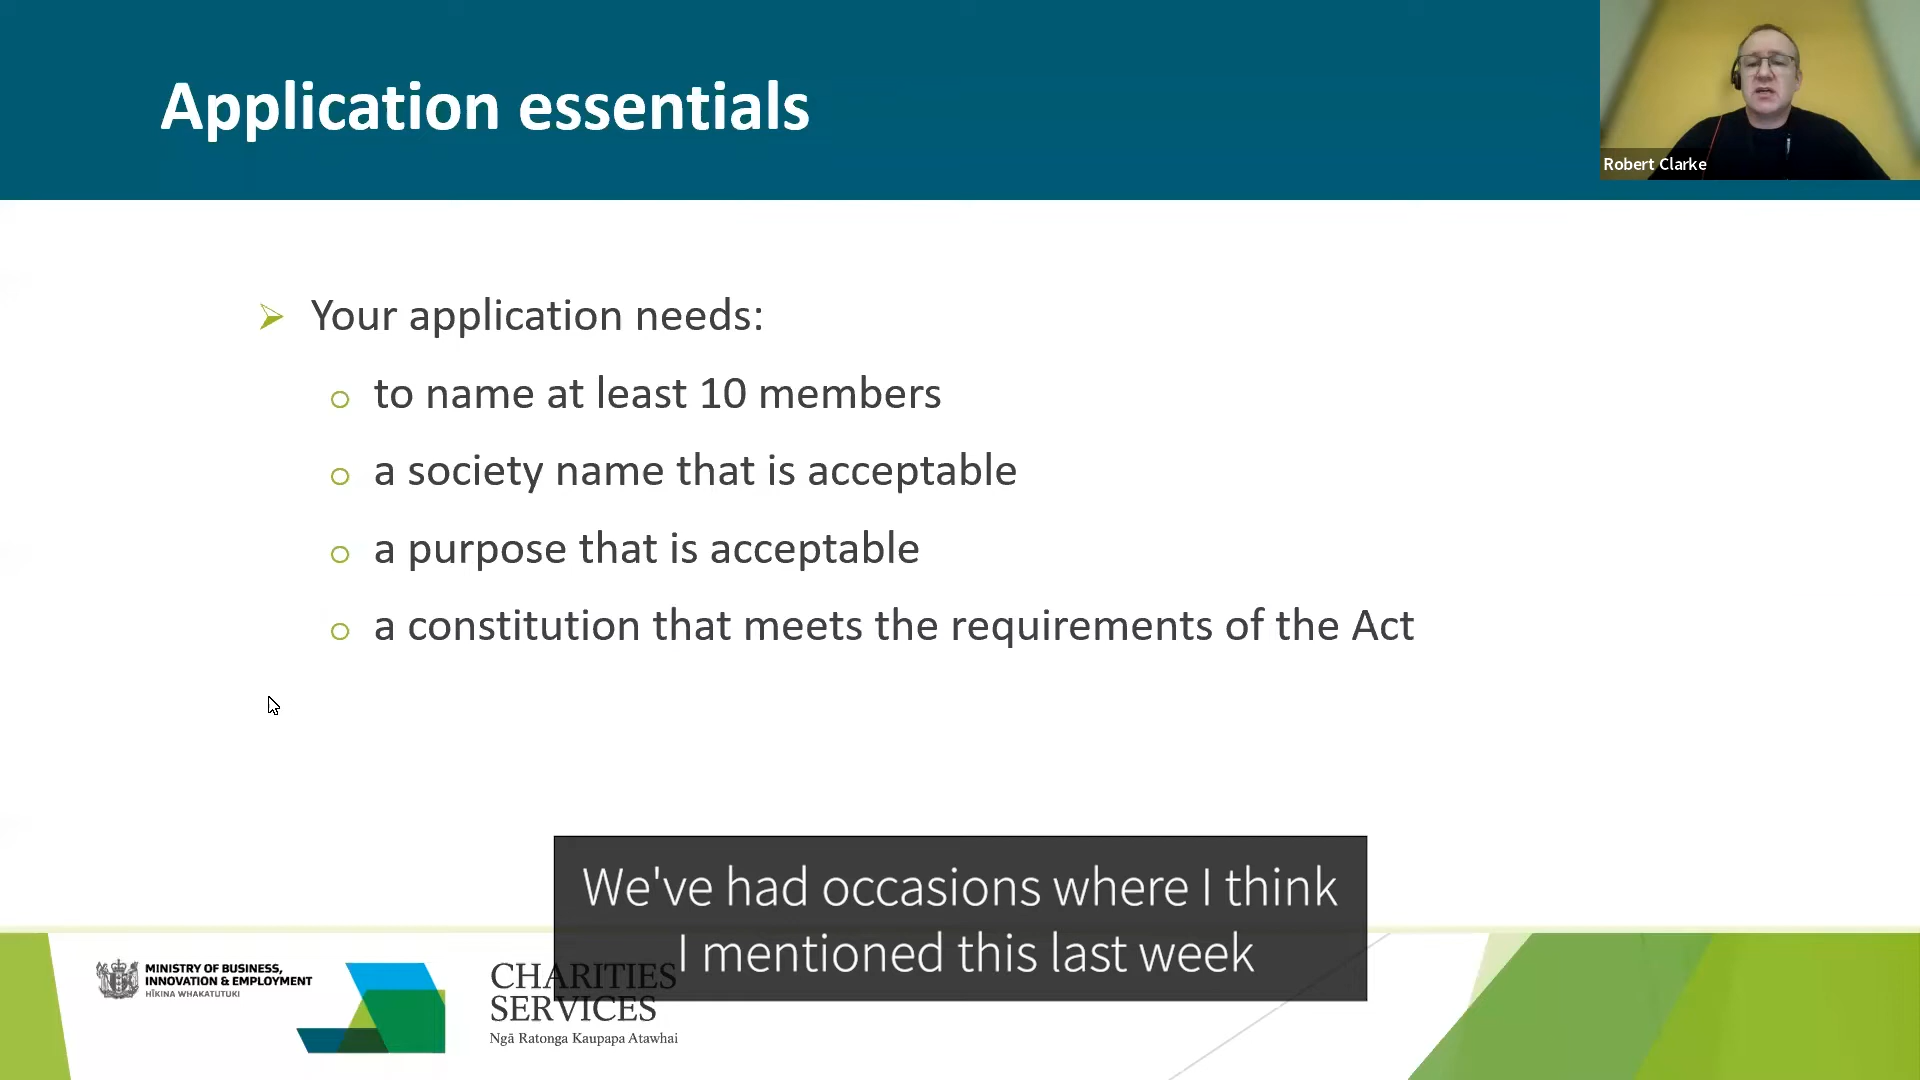 Application essentials
Robert Clarke
Your application needs:
to name at least 10 members
a society name that is acceptable
a purpose that is acceptable
a constitution that meets the requirements of the Act
We've had occasions where I think
I mentioned this last week
MINISTRY OF BUSINESS,
INNOVATION & EMPLOYMENT
HĪKINA WHAKATUTUKI
CHARITIES
SERVICES
Ngā Ratonga Kaupapa Atawhai